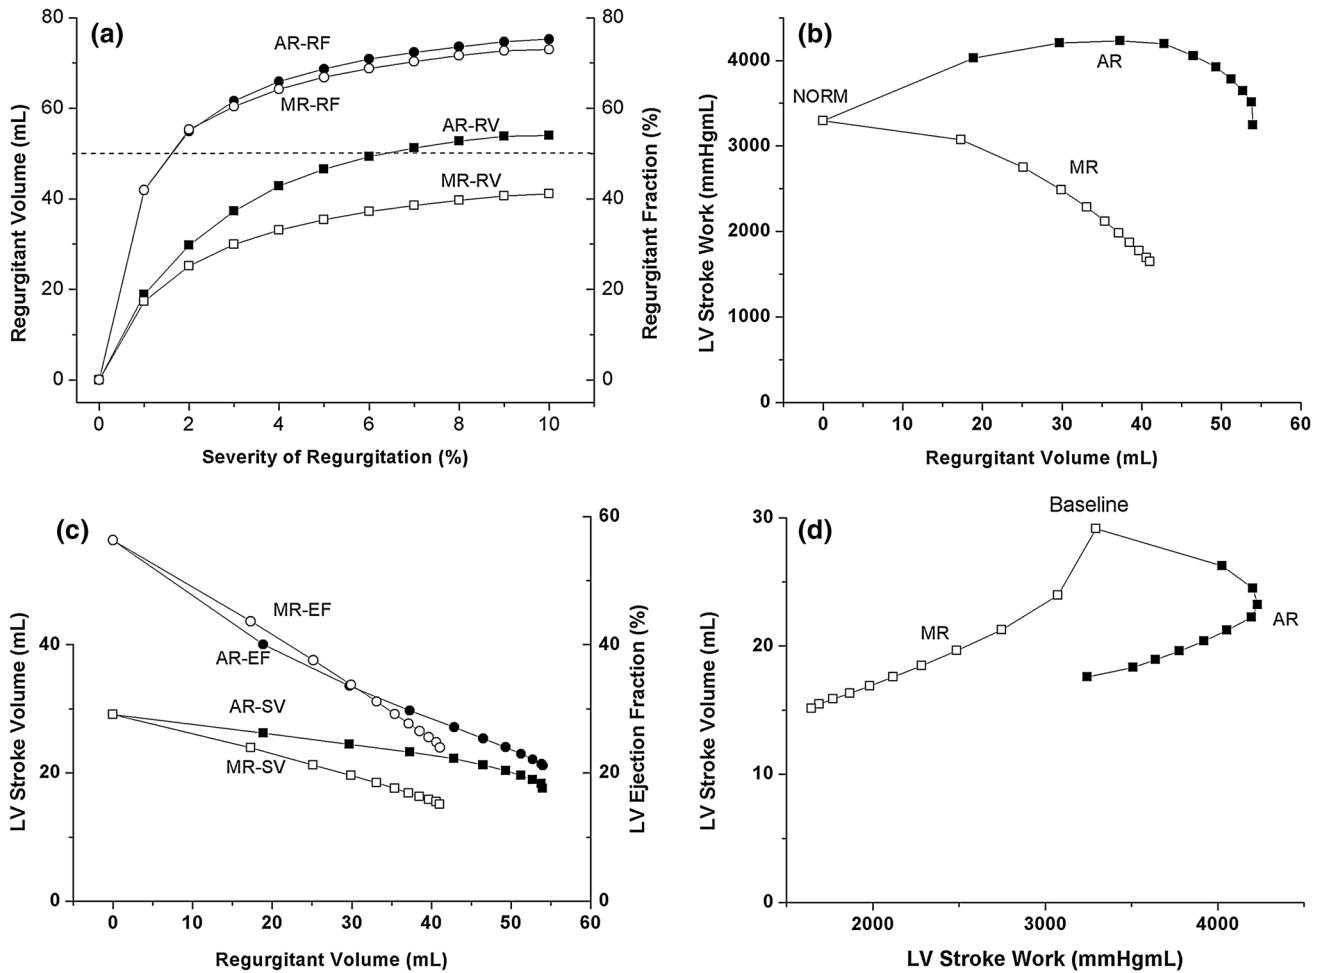 (a)
80
60
40
20
0
80
60
40
20
0
AR-RF
MR-RF
AR-RV
MR-RV
Regurgitant Volume (mL)
Regurgitant Fraction (%)
0 2 4 6 8 10
Severity of Regurgitation (%)
(b)
4000
3000
2000
1000
0
NORM
AR
MR
LV Stroke Work (mmHgmL)
0 10 20 30 40 50 60
Regurgitant Volume (mL)
(c)
40
20
0
60
40
20
0
MR-EF
AR-EF
AR-SV
MR-SV
LV Stroke Volume (mL)
LV Ejection Fraction (%)
0 10 20 30 40 50 60
Regurgitant Volume (mL)
(d)
30
20
10
0
Baseline
MR
AR
LV Stroke Volume (mL)
2000 3000 4000
LV Stroke Work (mmHgmL)